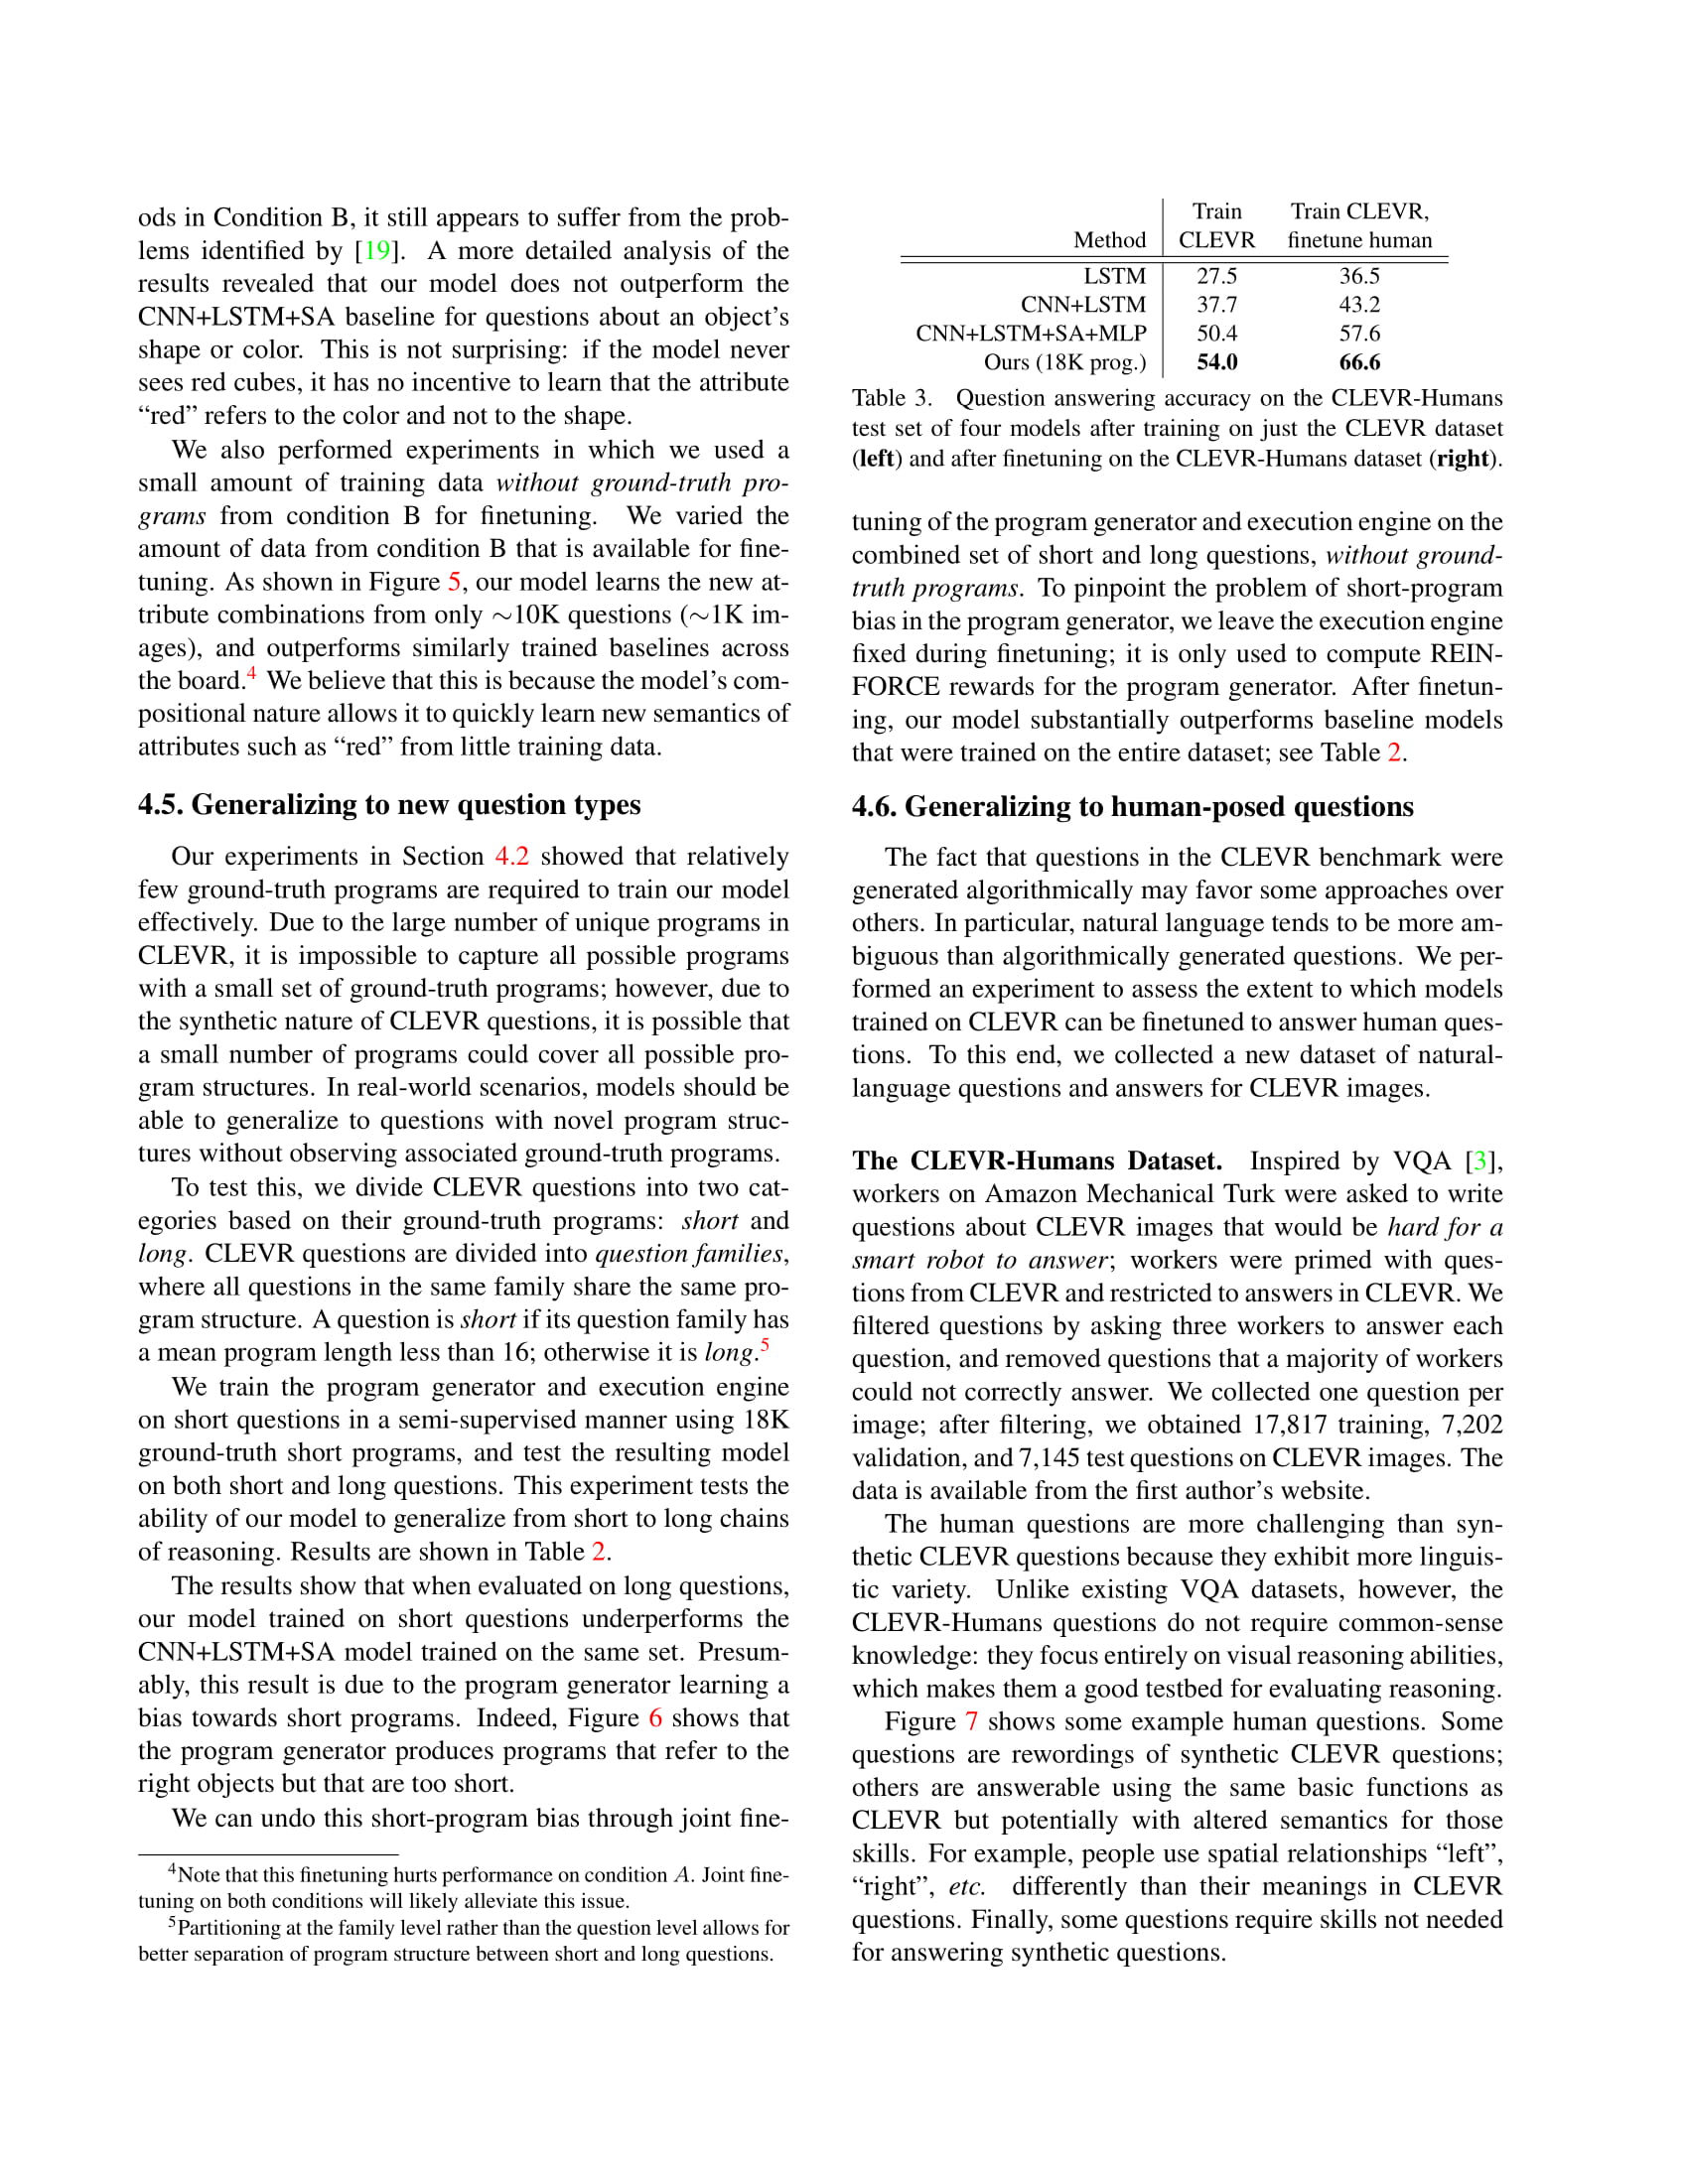 ods in Condition B, it still appears to suffer from the prob-
lems identified by [19]. A more detailed analysis of the
results revealed that our model does not outperform the
CNN+LSTM+SA baseline for questions about an object’s
shape or color. This is not surprising: if the model never
sees red cubes, it has no incentive to learn that the attribute
“red” refers to the color and not to the shape.
We also performed experiments in which we used a
small amount of training data without ground-truth pro-
grams from condition B for finetuning. We varied the
amount of data from condition B that is available for fine-
tuning. As shown in Figure 5, our model learns the new at-
tribute combinations from only ∼10K questions (∼1K im-
ages), and outperforms similarly trained baselines across
the board.4 We believe that this is because the model’s com-
positional nature allows it to quickly learn new semantics of
attributes such as “red” from little training data.
4.5. Generalizing to new question types
Our experiments in Section 4.2 showed that relatively
few ground-truth programs are required to train our model
effectively. Due to the large number of unique programs in
CLEVR, it is impossible to capture all possible programs
with a small set of ground-truth programs; however, due to
the synthetic nature of CLEVR questions, it is possible that
a small number of programs could cover all possible pro-
gram structures. In real-world scenarios, models should be
able to generalize to questions with novel program struc-
tures without observing associated ground-truth programs.
To test this, we divide CLEVR questions into two cat-
egories based on their ground-truth programs: short and
long. CLEVR questions are divided into question families,
where all questions in the same family share the same pro-
gram structure. A question is short if its question family has
a mean program length less than 16; otherwise it is long.5
We train the program generator and execution engine
on short questions in a semi-supervised manner using 18K
ground-truth short programs, and test the resulting model
on both short and long questions. This experiment tests the
ability of our model to generalize from short to long chains
of reasoning. Results are shown in Table 2.
The results show that when evaluated on long questions,
our model trained on short questions underperforms the
CNN+LSTM+SA model trained on the same set. Presum-
ably, this result is due to the program generator learning a
bias towards short programs. Indeed, Figure 6 shows that
the program generator produces programs that refer to the
right objects but that are too short.
We can undo this short-program bias through joint fine-
4Note that this finetuning hurts performance on condition A. Joint fine-
tuning on both conditions will likely alleviate this issue.
5Partitioning at the family level rather than the question level allows for
better separation of program structure between short and long questions.
Train Train CLEVR,
Method CLEVR finetune human
LSTM 27.5 36.5
CNN+LSTM 37.7 43.2
CNN+LSTM+SA+MLP 50.4 57.6
Ours (18K prog.) 54.0 66.6
Table 3. Question answering accuracy on the CLEVR-Humans
test set of four models after training on just the CLEVR dataset
(left) and after finetuning on the CLEVR-Humans dataset (right).
tuning of the program generator and execution engine on the
combined set of short and long questions, without ground-
truth programs. To pinpoint the problem of short-program
bias in the program generator, we leave the execution engine
fixed during finetuning; it is only used to compute REIN-
FORCE rewards for the program generator. After finetun-
ing, our model substantially outperforms baseline models
that were trained on the entire dataset; see Table 2.
4.6. Generalizing to human-posed questions
The fact that questions in the CLEVR benchmark were
generated algorithmically may favor some approaches over
others. In particular, natural language tends to be more am-
biguous than algorithmically generated questions. We per-
formed an experiment to assess the extent to which models
trained on CLEVR can be finetuned to answer human ques-
tions. To this end, we collected a new dataset of natural-
language questions and answers for CLEVR images.
The CLEVR-Humans Dataset. Inspired by VQA [3],
workers on Amazon Mechanical Turk were asked to write
questions about CLEVR images that would be hard for a
smart robot to answer; workers were primed with ques-
tions from CLEVR and restricted to answers in CLEVR. We
filtered questions by asking three workers to answer each
question, and removed questions that a majority of workers
could not correctly answer. We collected one question per
image; after filtering, we obtained 17,817 training, 7,202
validation, and 7,145 test questions on CLEVR images. The
data is available from the first author’s website.
The human questions are more challenging than syn-
thetic CLEVR questions because they exhibit more linguis-
tic variety. Unlike existing VQA datasets, however, the
CLEVR-Humans questions do not require common-sense
knowledge: they focus entirely on visual reasoning abilities,
which makes them a good testbed for evaluating reasoning.
Figure 7 shows some example human questions. Some
questions are rewordings of synthetic CLEVR questions;
others are answerable using the same basic functions as
CLEVR but potentially with altered semantics for those
skills. For example, people use spatial relationships “left”,
“right”, etc. differently than their meanings in CLEVR
questions. Finally, some questions require skills not needed
for answering synthetic questions.